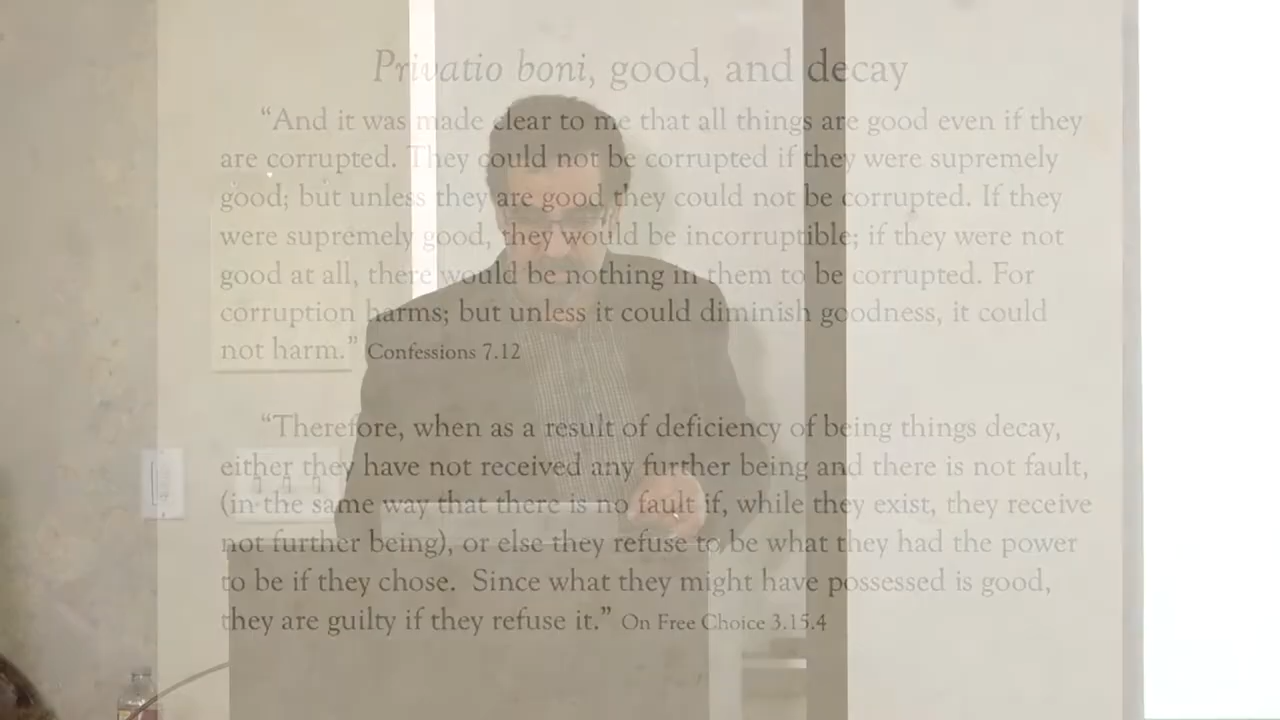 Privatio boni, good, and decay
“And it was made clear to me that all things are good even if they
are corrupted. They could not be corrupted if they were supremely
good; but unless they are good they could not be corrupted. If they
were supremely good, they would be incorruptible; if they were not
good at all, there would be nothing in them to be corrupted. For
corruption harms; but unless it could diminish goodness, it could
not harm.” Confessions 7.12
“Therefore, when as a result of deficiency of being things decay,
either they have not received any further being and there is not fault,
(in the same way that there is no fault if, while they exist, they receive
not further being), or else they refuse to be what they had the power
to be if they chose. Since what they might have possessed is good,
they are guilty if they refuse it.” On Free Choice 3.15.4